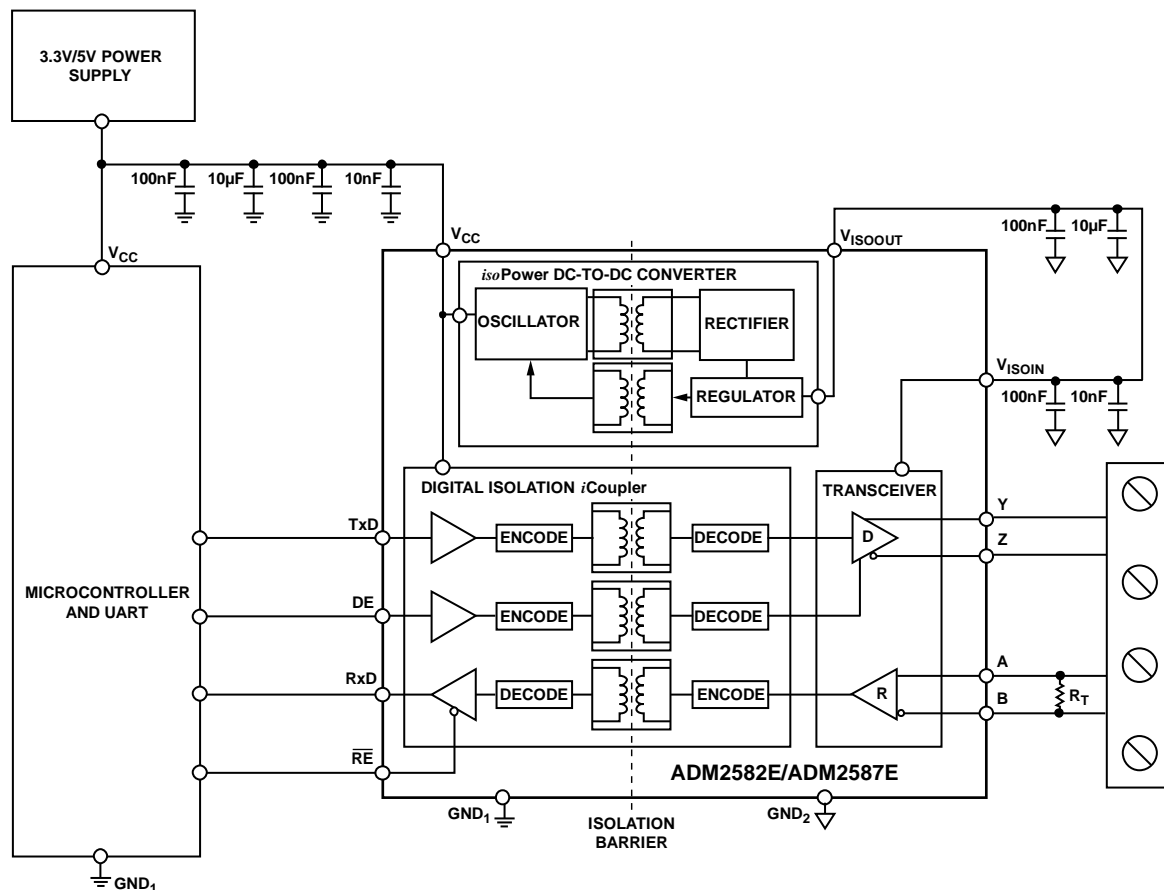 3.3V/5V POWER
SUPPLY
100nF
10µF
100nF
10nF
VCC
VCC
VISOOUT
100nF
10µF
isoPower DC-TO-DC CONVERTER
OSCILLATOR
RECTIFIER
REGULATOR
VISOIN
100nF
10nF
DIGITAL ISOLATION iCoupler
TRANSCEIVER
MICROCONTROLLER
AND UART
TxD
ENCODE
DECODE
D
Y
Z
DE
ENCODE
DECODE
RxD
DECODE
ENCODE
R
A
B
RT
RE
ADM2582E/ADM2587E
GND1
ISOLATION
BARRIER
GND2
GND1